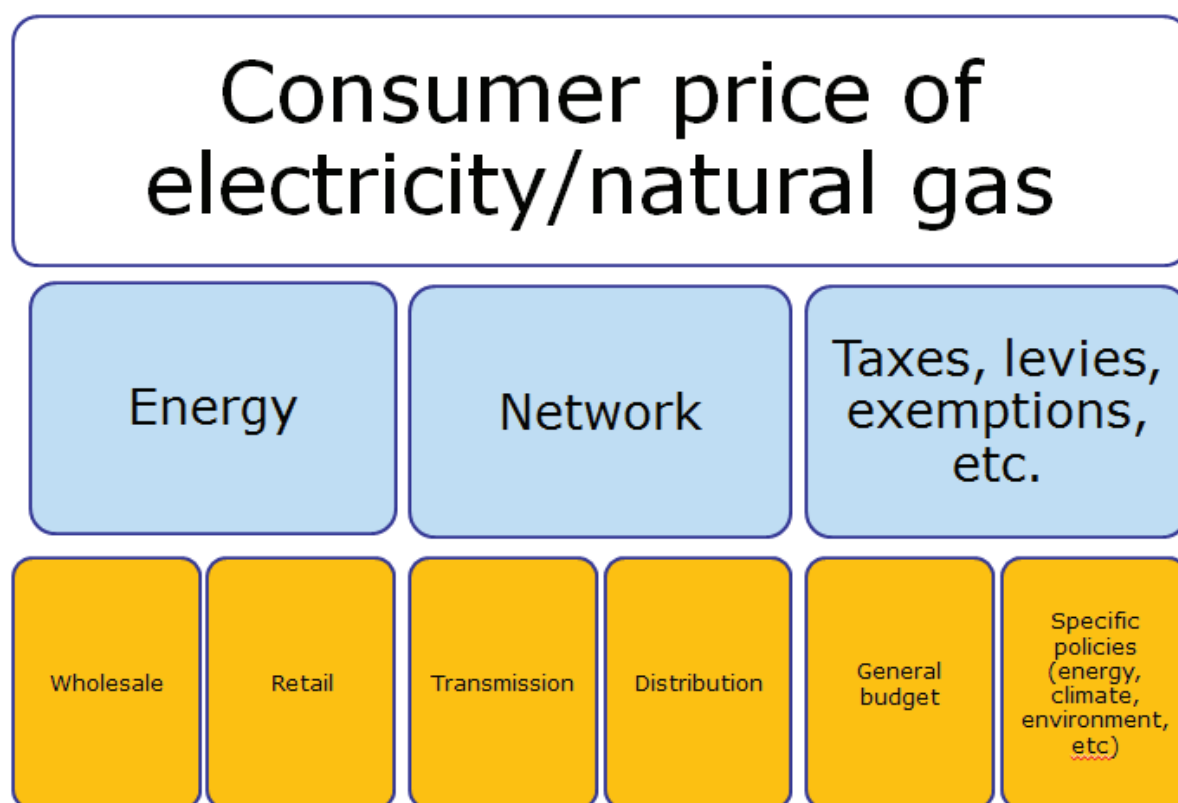 Consumer price of
electricity/natural gas
Energy
Network
Taxes, levies,
exemptions,
etc.
Wholesale
Retail
Transmission
Distribution
General
budget
Specific
policies
(energy,
climate,
environment,
etc)